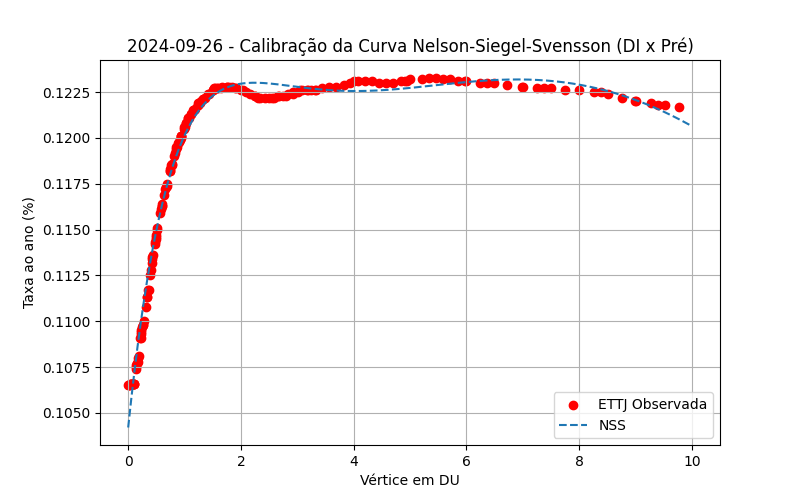 2024-09-26 - Calibração da Curva Nelson-Siegel-Svensson (DI x Pré)
Taxa ao ano (%)
0.1225
0.1200
0.1175
0.1150
0.1125
0.1100
0.1075
0.1050
0 2 4 6 8 10
Vértice em DU
ETTJ Observada
NSS